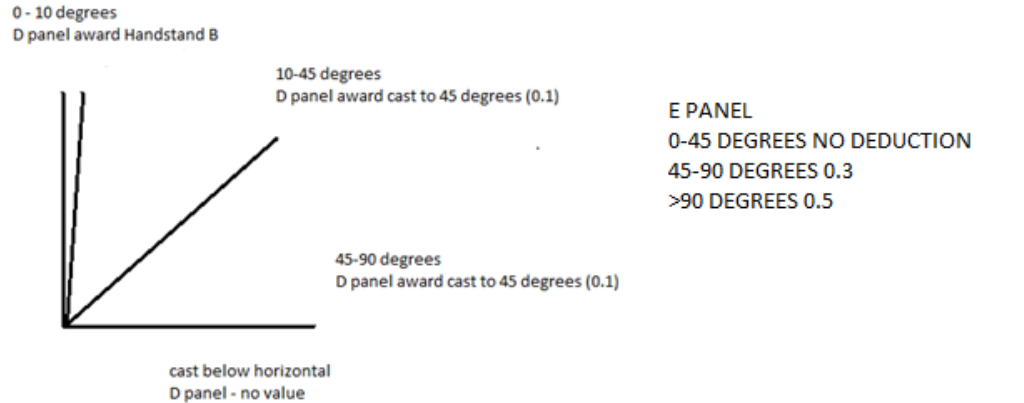 0 - 10 degrees
D panel award Handstand B
10-45 degrees
D panel award cast to 45 degrees (0.1)
E PANEL
0-45 DEGREES NO DEDUCTION
45-90 DEGREES 0.3
>90 DEGREES 0.5
45-90 degrees
D panel award cast to 45 degrees (0.1)
cast below horizontal
D panel - no value